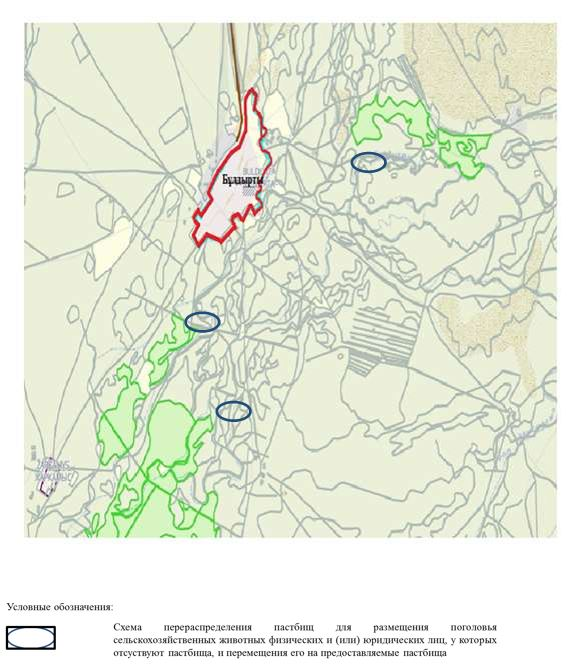 Бұлдырты
Условные обозначения:
Схема перераспределения пастбищ для размещения поголовья
сельскохозяйственных животных физических и (или) юридических лиц, у которых
отсуствуют пастбища, и перемещения его на предоставляемые пастбища